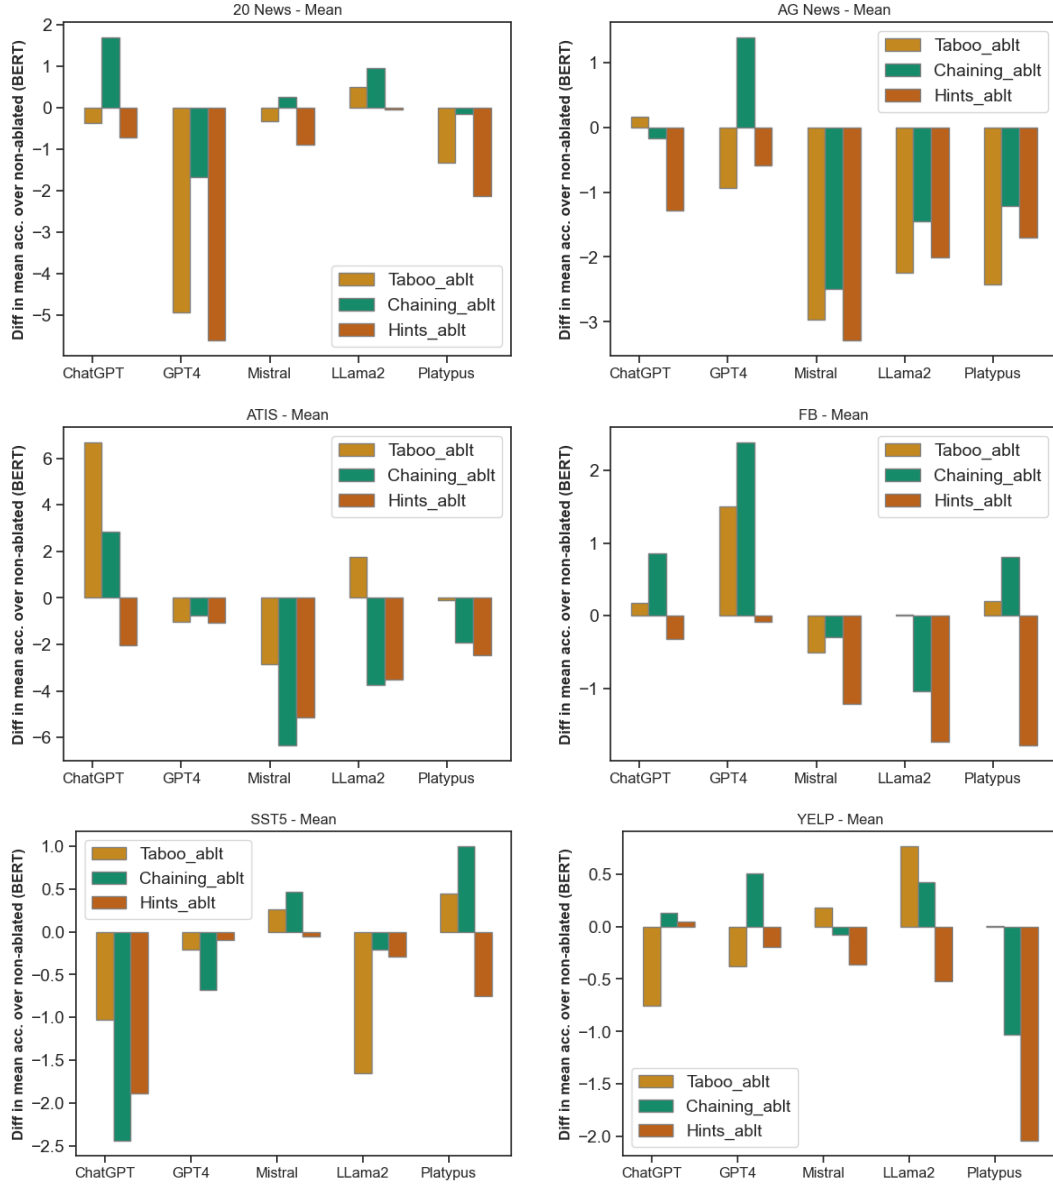 20 News - Mean
Diff in mean acc. over non-ablated (BERT)
2
1
0
−1
−2
−3
−4
−5
Taboo_ablt
Chaining_ablt
Hints_ablt
ChatGPT GPT4 Mistral LLama2 Platypus
AG News - Mean
Diff in mean acc. over non-ablated (BERT)
1
0
−1
−2
−3
Taboo_ablt
Chaining_ablt
Hints_ablt
ChatGPT GPT4 Mistral LLama2 Platypus
ATIS - Mean
Diff in mean acc. over non-ablated (BERT)
6
4
2
0
−2
−4
−6
Taboo_ablt
Chaining_ablt
Hints_ablt
ChatGPT GPT4 Mistral LLama2 Platypus
FB - Mean
Diff in mean acc. over non-ablated (BERT)
2
1
0
−1
Taboo_ablt
Chaining_ablt
Hints_ablt
ChatGPT GPT4 Mistral LLama2 Platypus
SST5 - Mean
Diff in mean acc. over non-ablated (BERT)
1.0
0.5
0.0
−0.5
−1.0
−1.5
−2.0
−2.5
Taboo_ablt
Chaining_ablt
Hints_ablt
ChatGPT GPT4 Mistral LLama2 Platypus
YELP - Mean
Diff in mean acc. over non-ablated (BERT)
0.5
0.0
−0.5
−1.0
−1.5
−2.0
Taboo_ablt
Chaining_ablt
Hints_ablt
ChatGPT GPT4 Mistral LLama2 Platypus